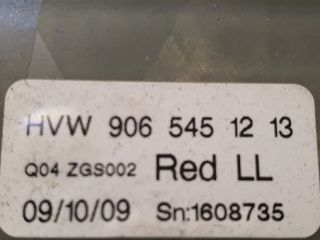 HVW 906 545 12 13
Q04 ZGS002 Red LL
09/10/09 Sn:1608735